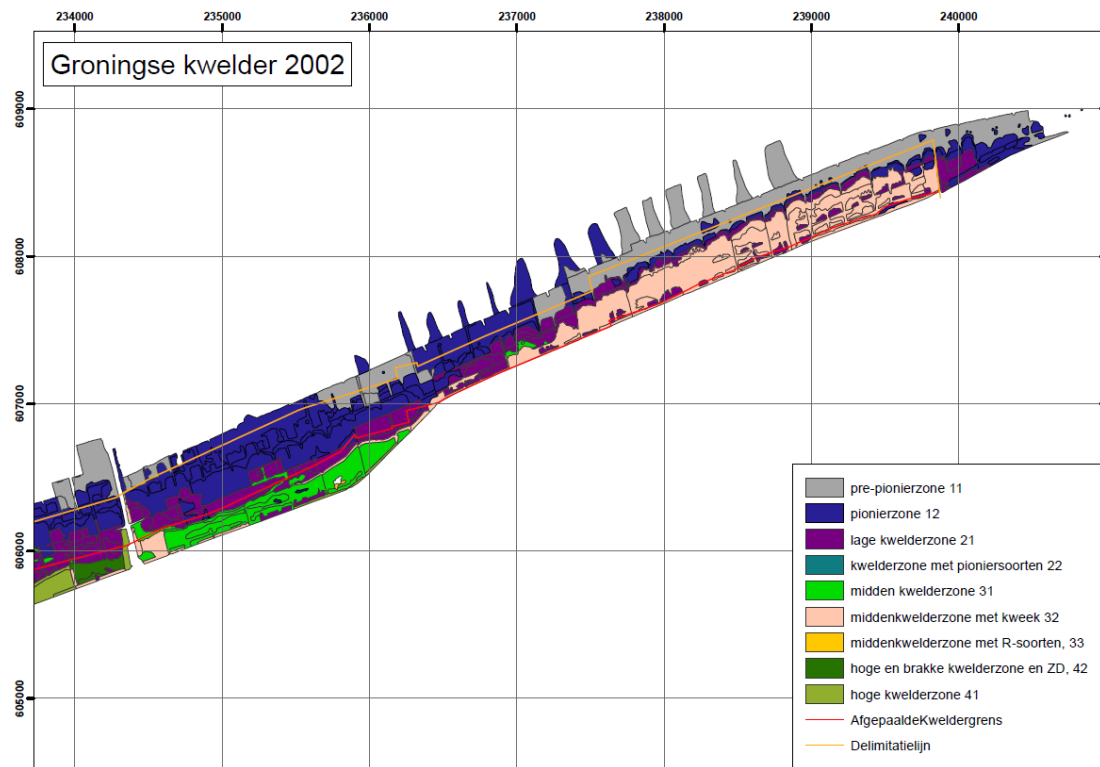 234000 235000 236000 237000 238000 239000 240000
Groningse kwelder 2002
609000
608000
607000
606000
605000
pre-pionierzone 11
pionierzone 12
lage kwelderzone 21
kwelderzone met pioniersoorten 22
midden kwelderzone 31
middenkwelderzone met kweek 32
middenkwelderzone met R-soorten, 33
hoge en brakke kwelderzone en ZD, 42
hoge kwelderzone 41
AfgepaaldeKweldergrens
Delimitatielijn